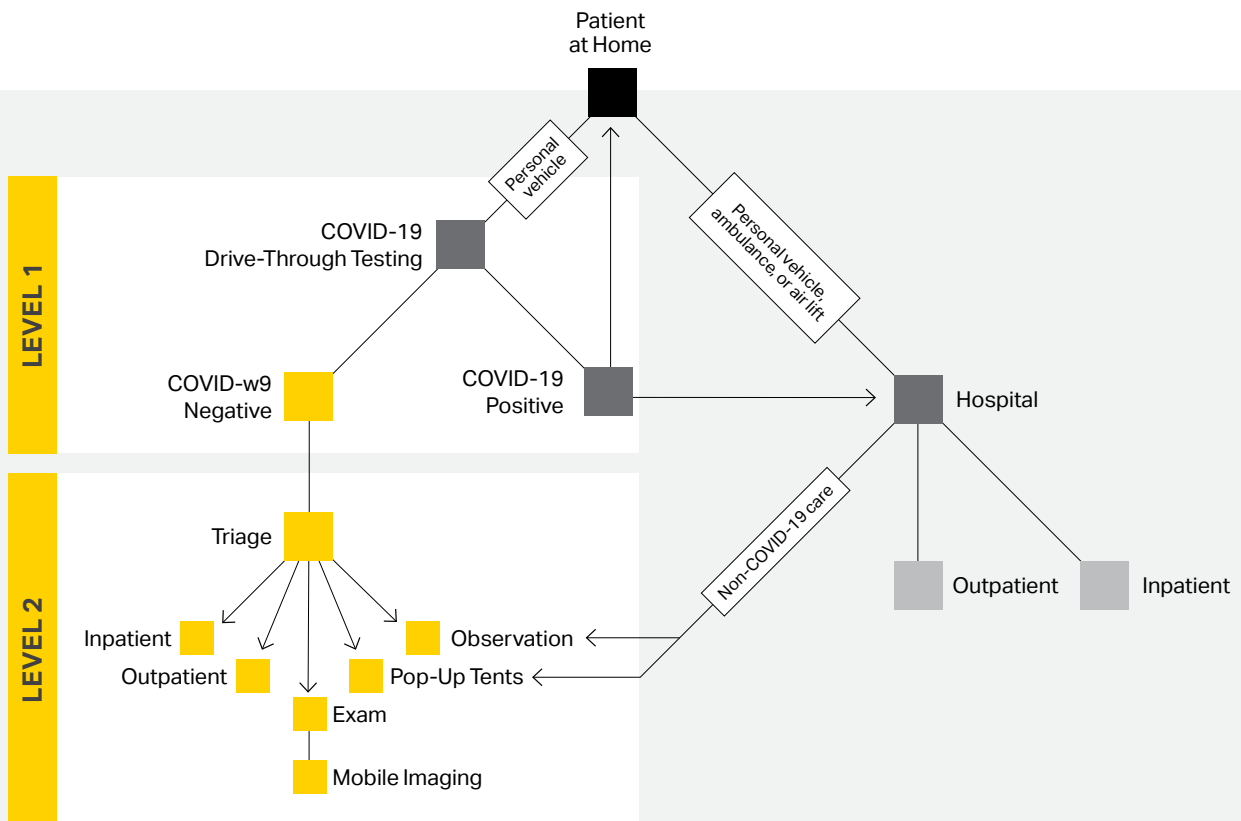 Patient
at Home
Personal
vehicle
Personal vehicle,
ambulance, or air lift
LEVEL 1
COVID-19
Drive-Through Testing
COVID-w9
Negative
COVID-19
Positive
Hospital
LEVEL 2
Triage
Non-COVID-19 care
Outpatient
Inpatient
Inpatient
Observation
Outpatient
Pop-Up Tents
Exam
Mobile Imaging